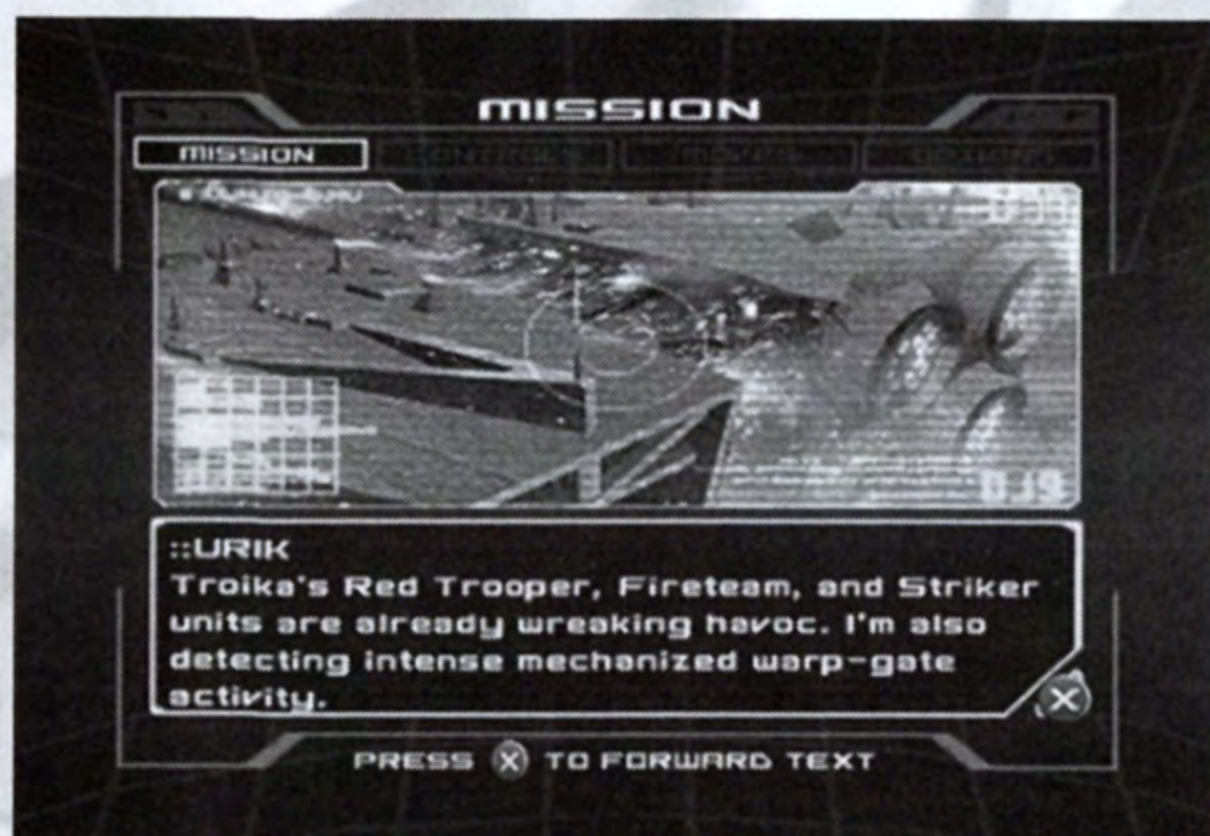 MISSION
MISSION
::URIK
Troika's Red Trooper, Fireteam, and Striker
units are already wreaking havoc. I'm also
detecting intense mechanized warp-gate
activity.
PRESS X TO FORWARD TEXT